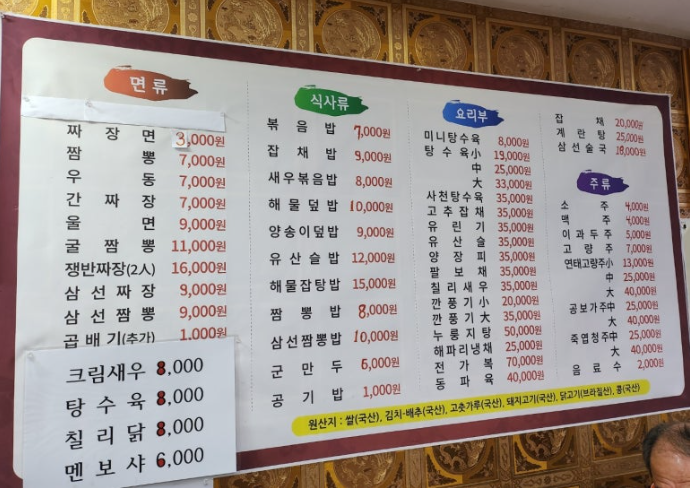 면 류
짜 장 면 3,000원
짬 뽕 7,000원
우 동 7,000원
간 짜 장 7,000원
울 면 9,000원
굴 짬 뽕 11,000원
쟁반짜장(2人) 16,000원
삼 선 짜 장 9,000원
삼 선 짬 뽕 9,000원
곱 배 기(추가) 1,000원
크림새우 8,000
탕 수 육 8,000
칠 리 닭 8,000
멘 보 샤 6,000
식사류
볶 음 밥 7,000원
잡 채 밥 9,000원
새우볶음밥 8,000원
해 물 덮 밥 10,000원
양송이덮밥 9,000원
유 산 슬 밥 12,000원
해물잡탕밥 15,000원
짬 뽕 밥 8,000원
삼선짬뽕밥 10,000원
군 만 두 6,000원
공 기 밥 1,000원
요리부
미니탕수육 8,000원
탕 수 육 小 19,000원
中 25,000원
大 33,000원
사천탕수육 35,000원
고 추 잡 채 35,000원
유 린 기 35,000원
유 산 슬 35,000원
양 장 피 35,000원
팔 보 채 35,000원
칠 리 새 우 35,000원
깐 풍 기 小 20,000원
깐 풍 기 大 35,000원
누 룽 지 탕 50,000원
해파리냉채 25,000원
전 가 복 70,000원
동 파 육 40,000원
잡 채 20,000원
계 란 탕 25,000원
삼 선 술 국 18,000원
주류
소 주 4,000원
맥 주 4,000원
이 과 두 주 5,000원
고 량 주 7,000원
연태고량주小 13,000원
中 25,000원
大 40,000원
공 보 가 주 中 25,000원
大 40,000원
죽 엽 청 주 中 25,000원
大 40,000원
음 료 수 2,000원
원산지 : 쌀(국산), 김치-배추(국산), 고춧가루(국산), 돼지고기(국산), 닭고기(브라질산), 콩(국산)